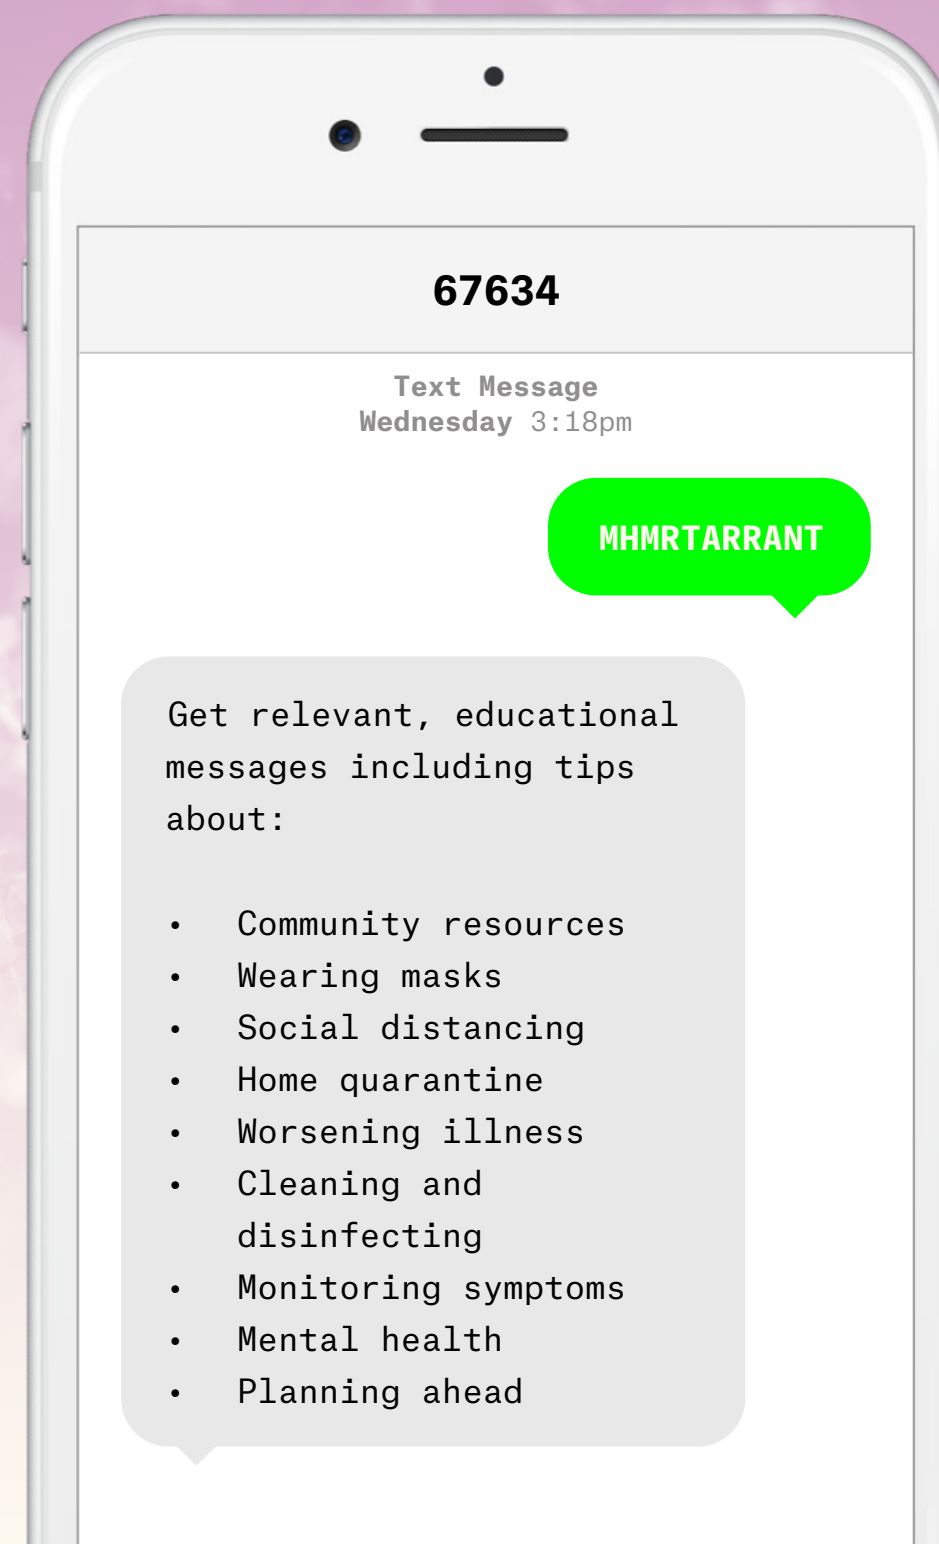 67634
Text Message
Wednesday 3:18pm
MHMRTARRANT
Get relevant, educational
messages including tips
about:
• Community resources
• Wearing masks
• Social distancing
• Home quarantine
• Worsening illness
• Cleaning and
disinfecting
• Monitoring symptoms
• Mental health
• Planning ahead